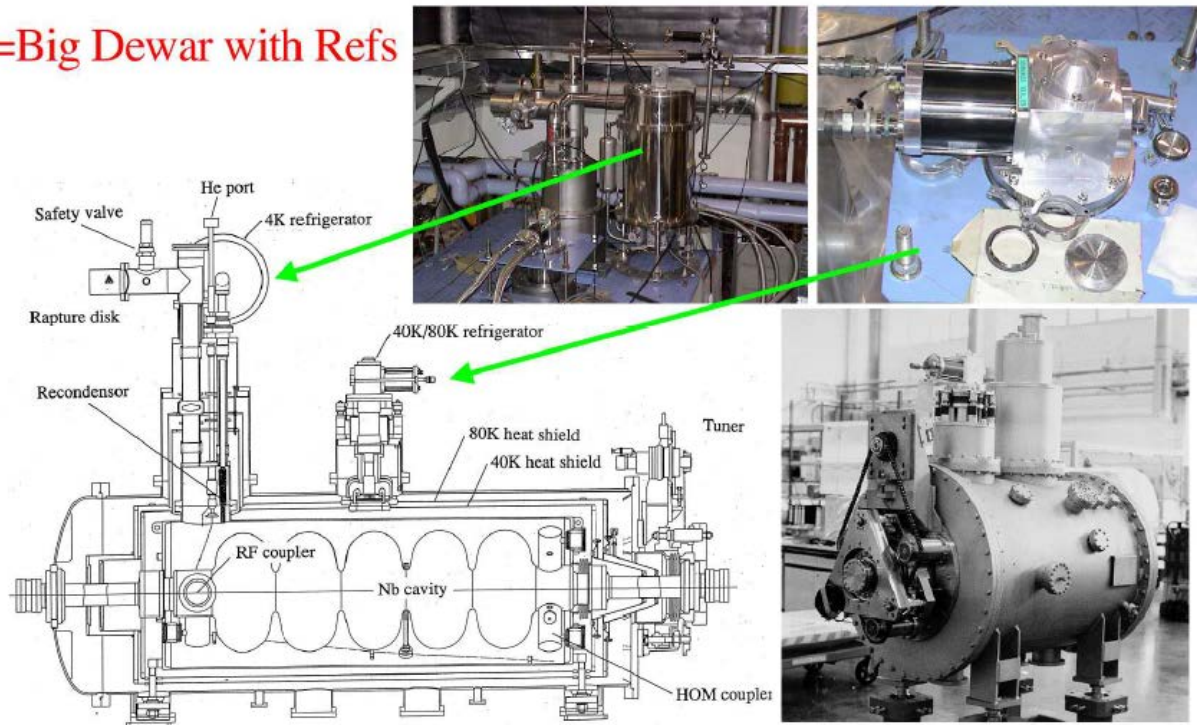 =Big Dewar with Refs
He port
Safety valve
4K refrigerator
Rapture disk
40K/80K refrigerator
Recondensor
80K heat shield
Tuner
40K heat shield
RF coupler
Nb cavity
HOM coupler